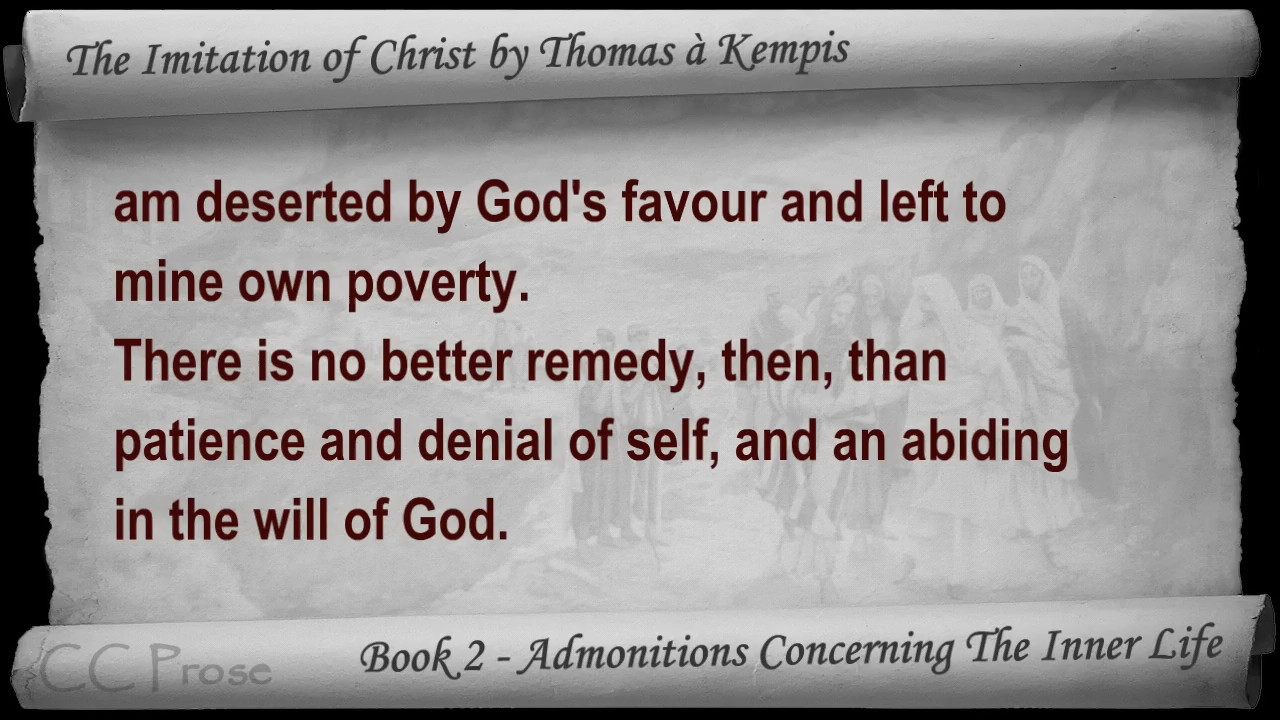 The Imitation of Christ by Thomas à Kempis
am deserted by God's favour and left to
mine own poverty.
There is no better remedy, then, than
patience and denial of self, and an abiding
in the will of God.
CC Prose
Book 2 - Admonitions Concerning The Inner Life